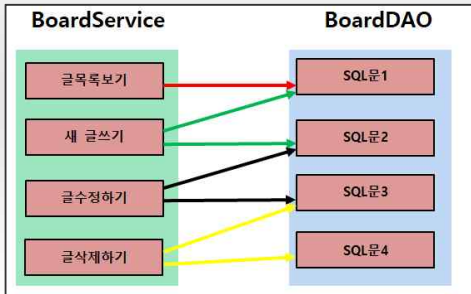 BoardService
BoardDAO
글목록보기
새 글쓰기
글수정하기
글삭제하기
SQL문1
SQL문2
SQL문3
SQL문4